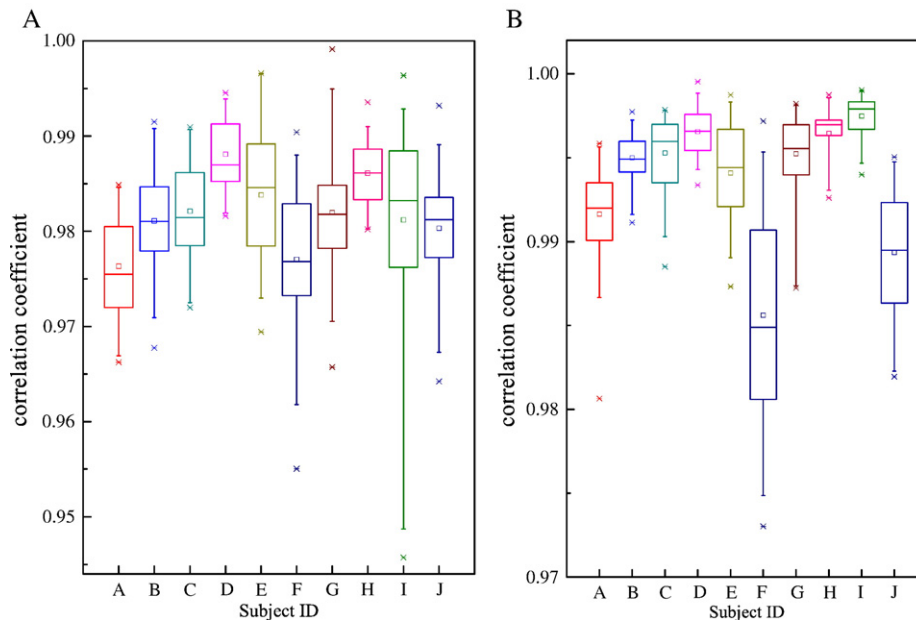 A
correlation coefficient
1.00
0.99
0.98
0.97
0.96
0.95
A B C D E F G H I J
Subject ID
B
correlation coefficient
1.00
0.99
0.98
0.97
A B C D E F G H I J
Subject ID